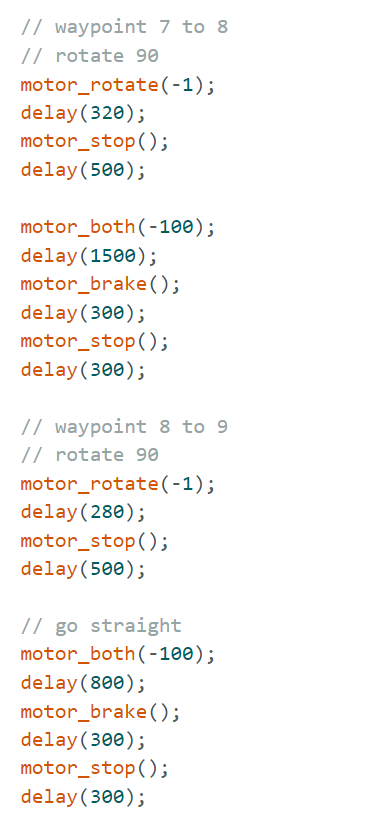 // waypoint 7 to 8
// rotate 90
motor_rotate(-1);
delay(320);
motor_stop();
delay(500);

motor_both(-100);
delay(1500);
motor_brake();
delay(300);
motor_stop();
delay(300);

// waypoint 8 to 9
// rotate 90
motor_rotate(-1);
delay(280);
motor_stop();
delay(500);

// go straight
motor_both(-100);
delay(800);
motor_brake();
delay(300);
motor_stop();
delay(300);